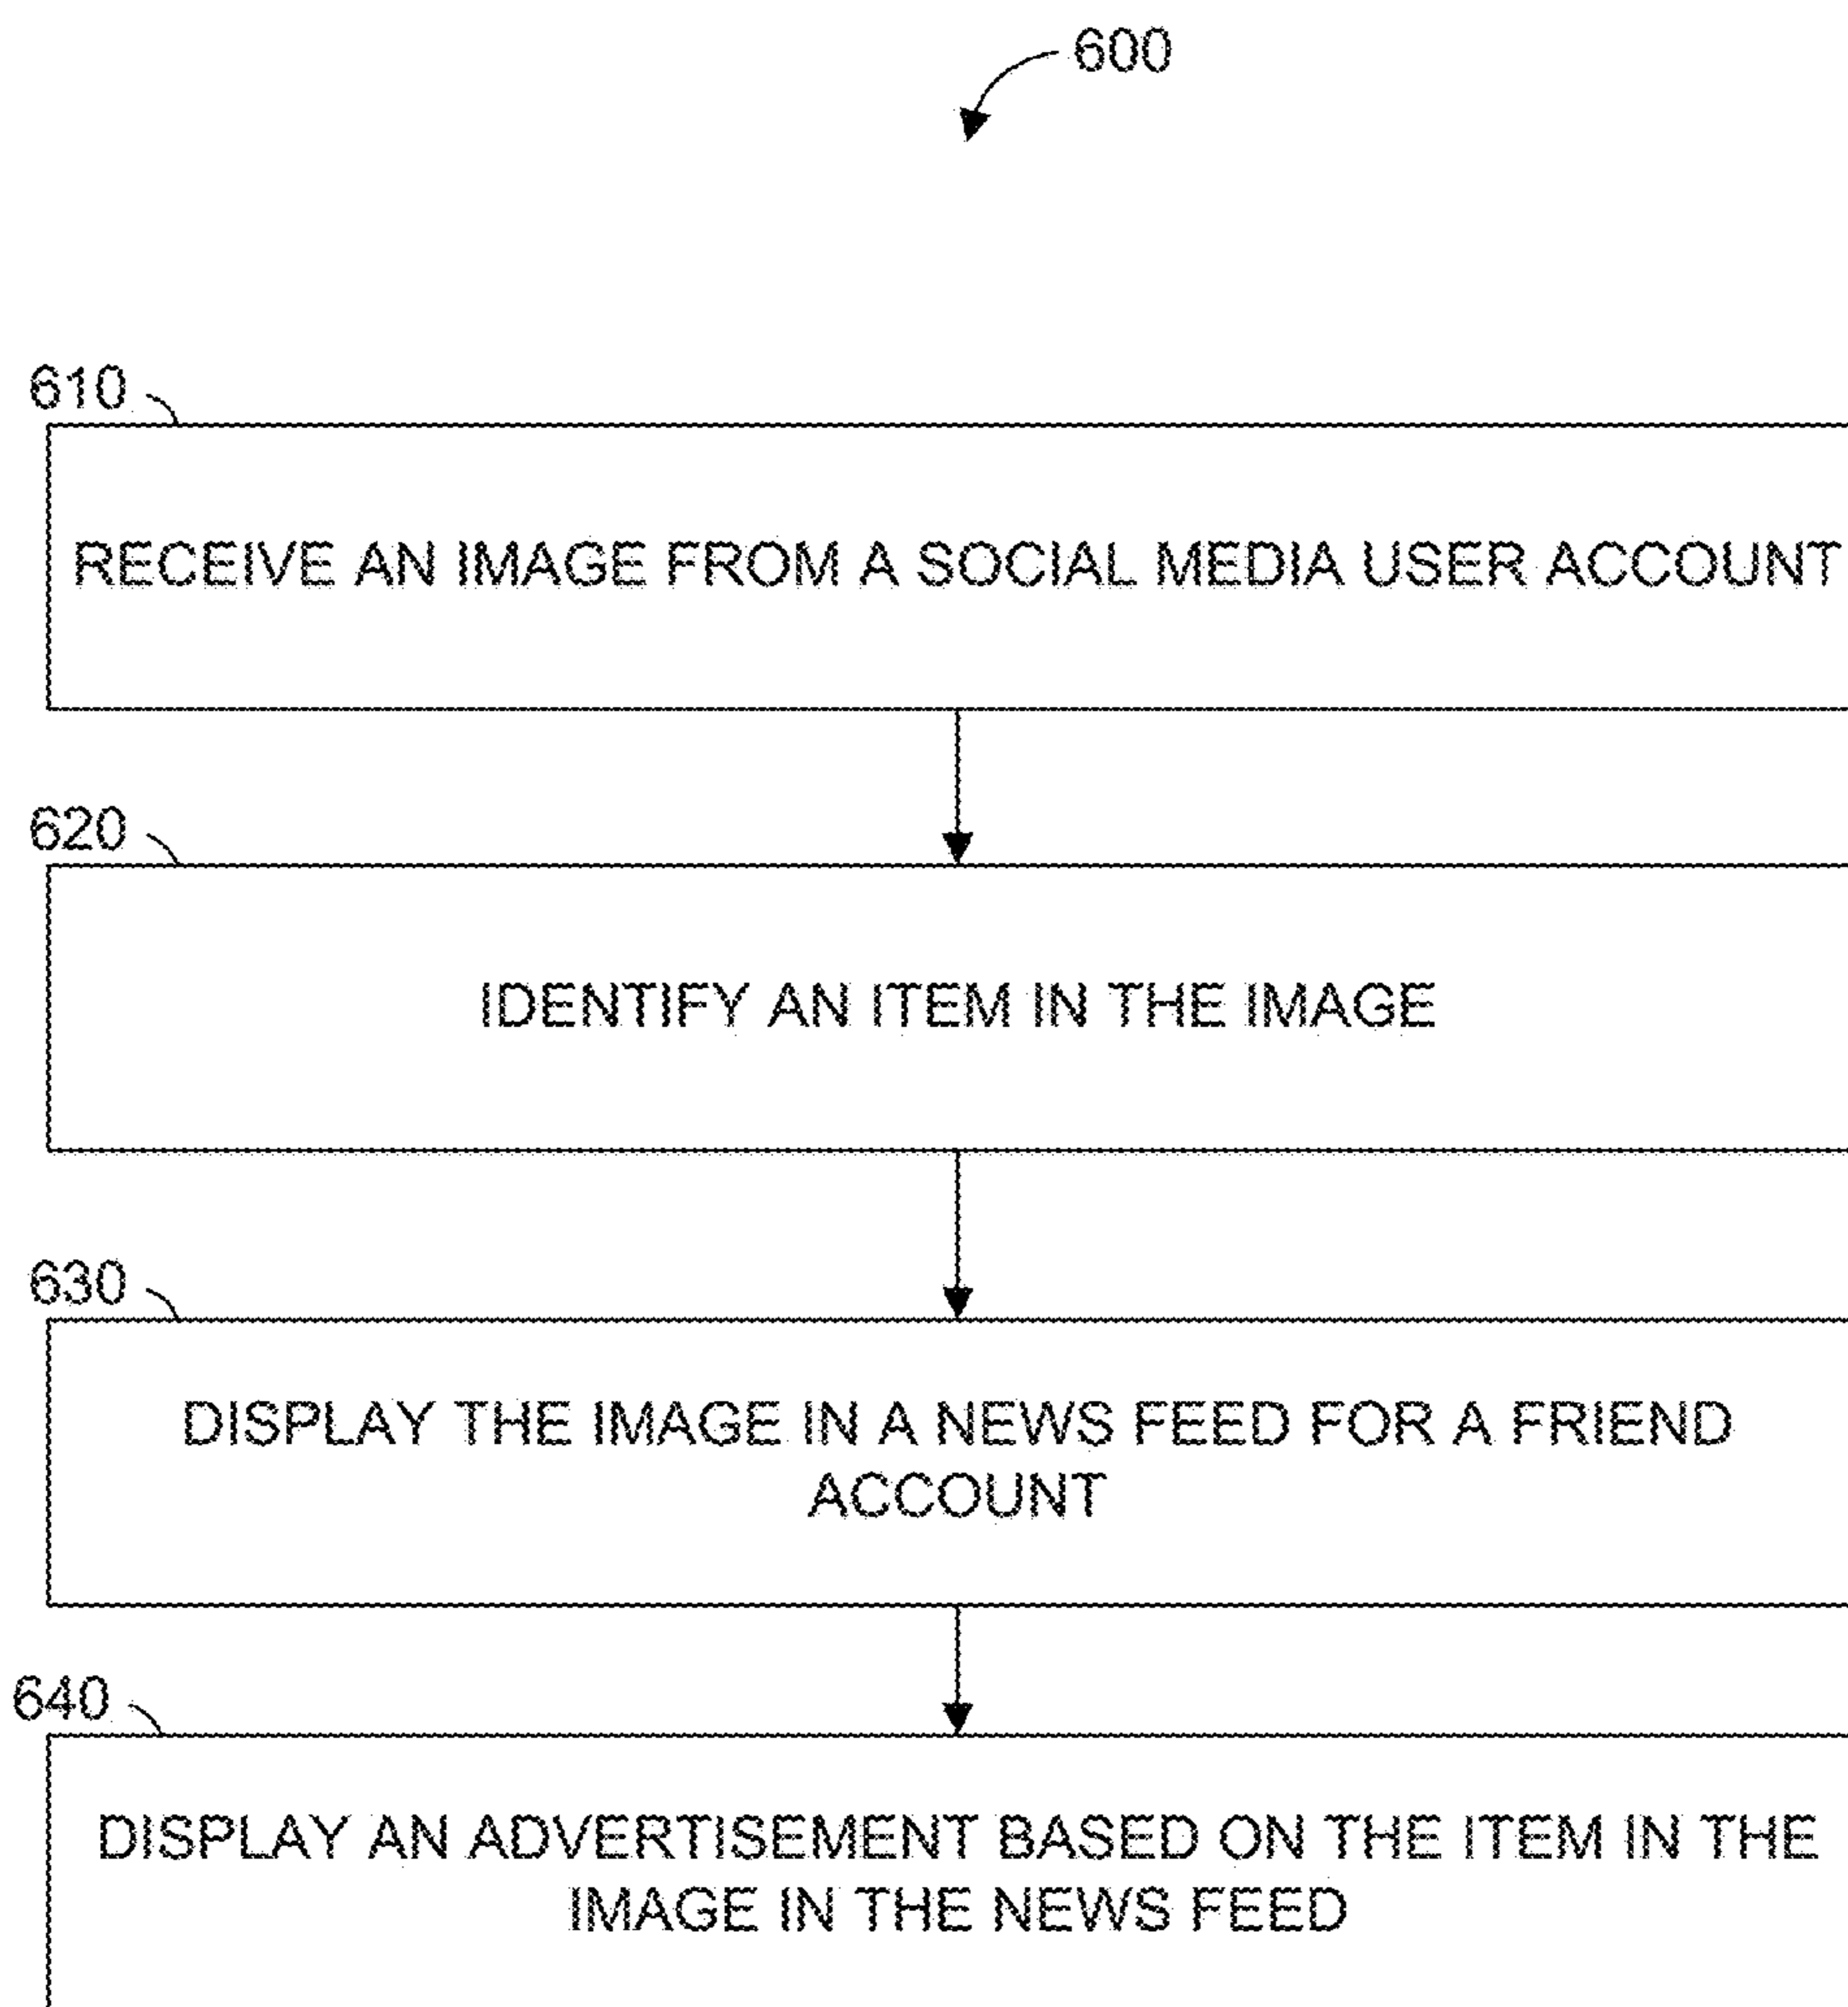 600
610
RECEIVE AN IMAGE FROM A SOCIAL MEDIA USER ACCOUNT
620
IDENTIFY AN ITEM IN THE IMAGE
630
DISPLAY THE IMAGE IN A NEWS FEED FOR A FRIEND
ACCOUNT
640
DISPLAY AN ADVERTISEMENT BASED ON THE ITEM IN THE
IMAGE IN THE NEWS FEED